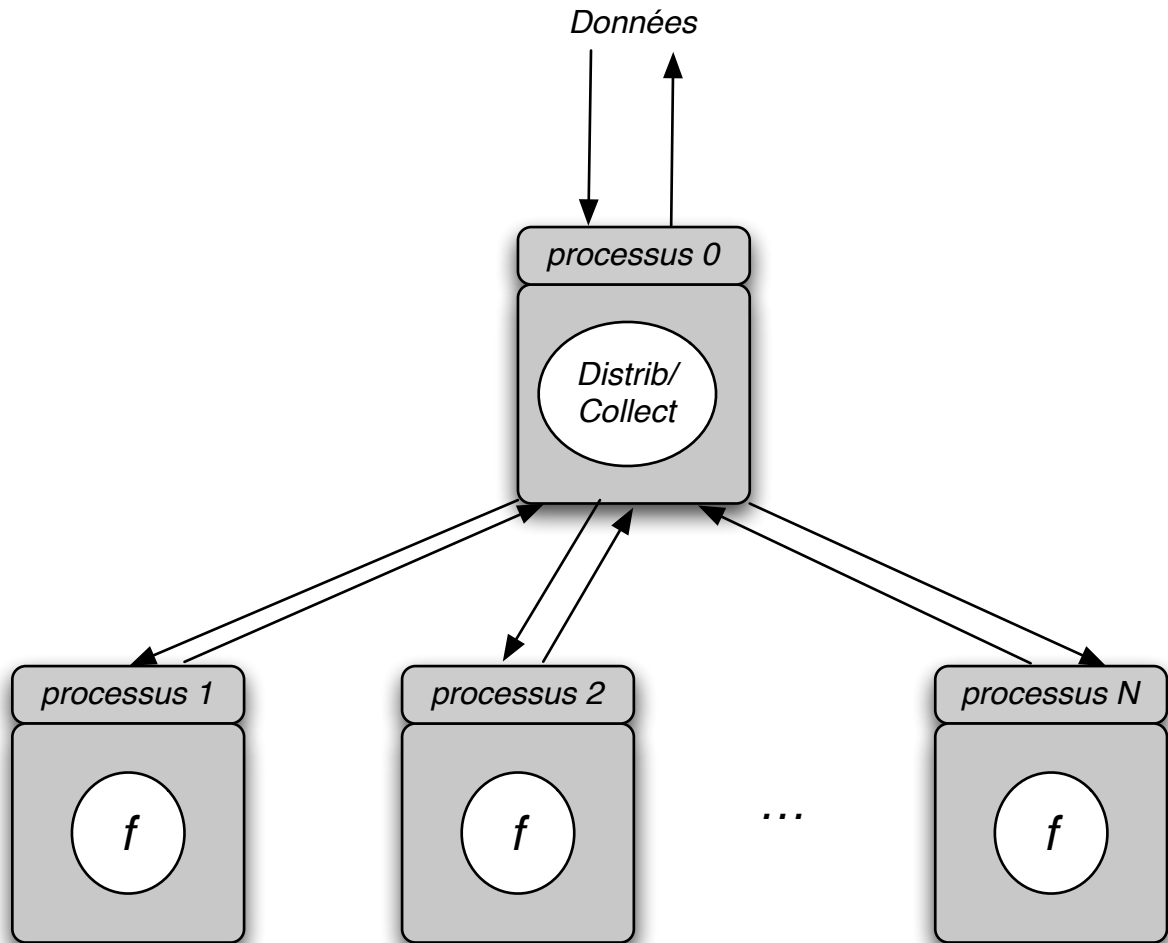 Données
processus 0
Distrib/
Collect
processus 1
processus 2
processus N
f
f
...
f